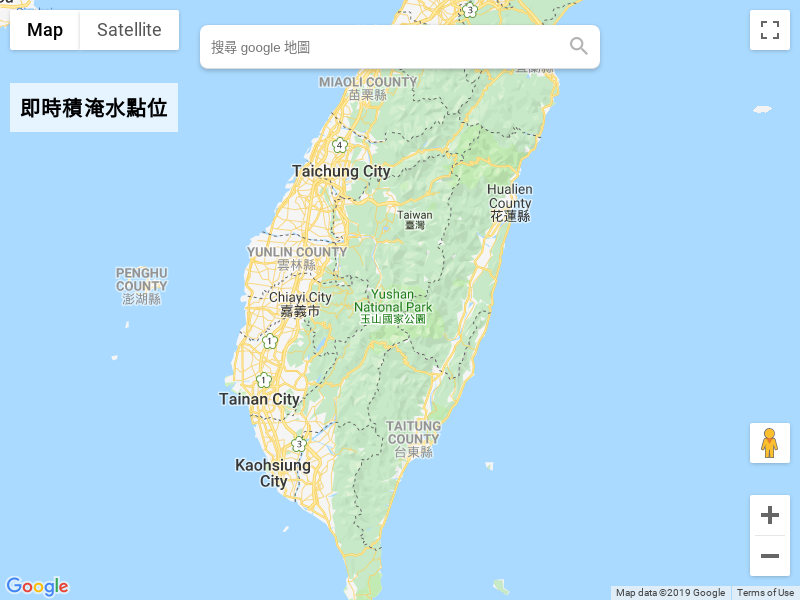 Map Satellite
搜尋 google 地圖
3
MIAOLI COUNTY
苗栗縣
即時積淹水點位
4
Taichung City
Hualien
County
花蓮縣
Taiwan
臺灣
YUNLIN COUNTY
雲林縣
PENGHU
COUNTY
澎湖縣
Chiayi City
嘉義市
Yushan
National Park
玉山國家公園
1
1
Tainan City
TAITUNG
COUNTY
台東縣
3
Kaohsiung
City
Google
Map data ©2019 Google Terms of Use